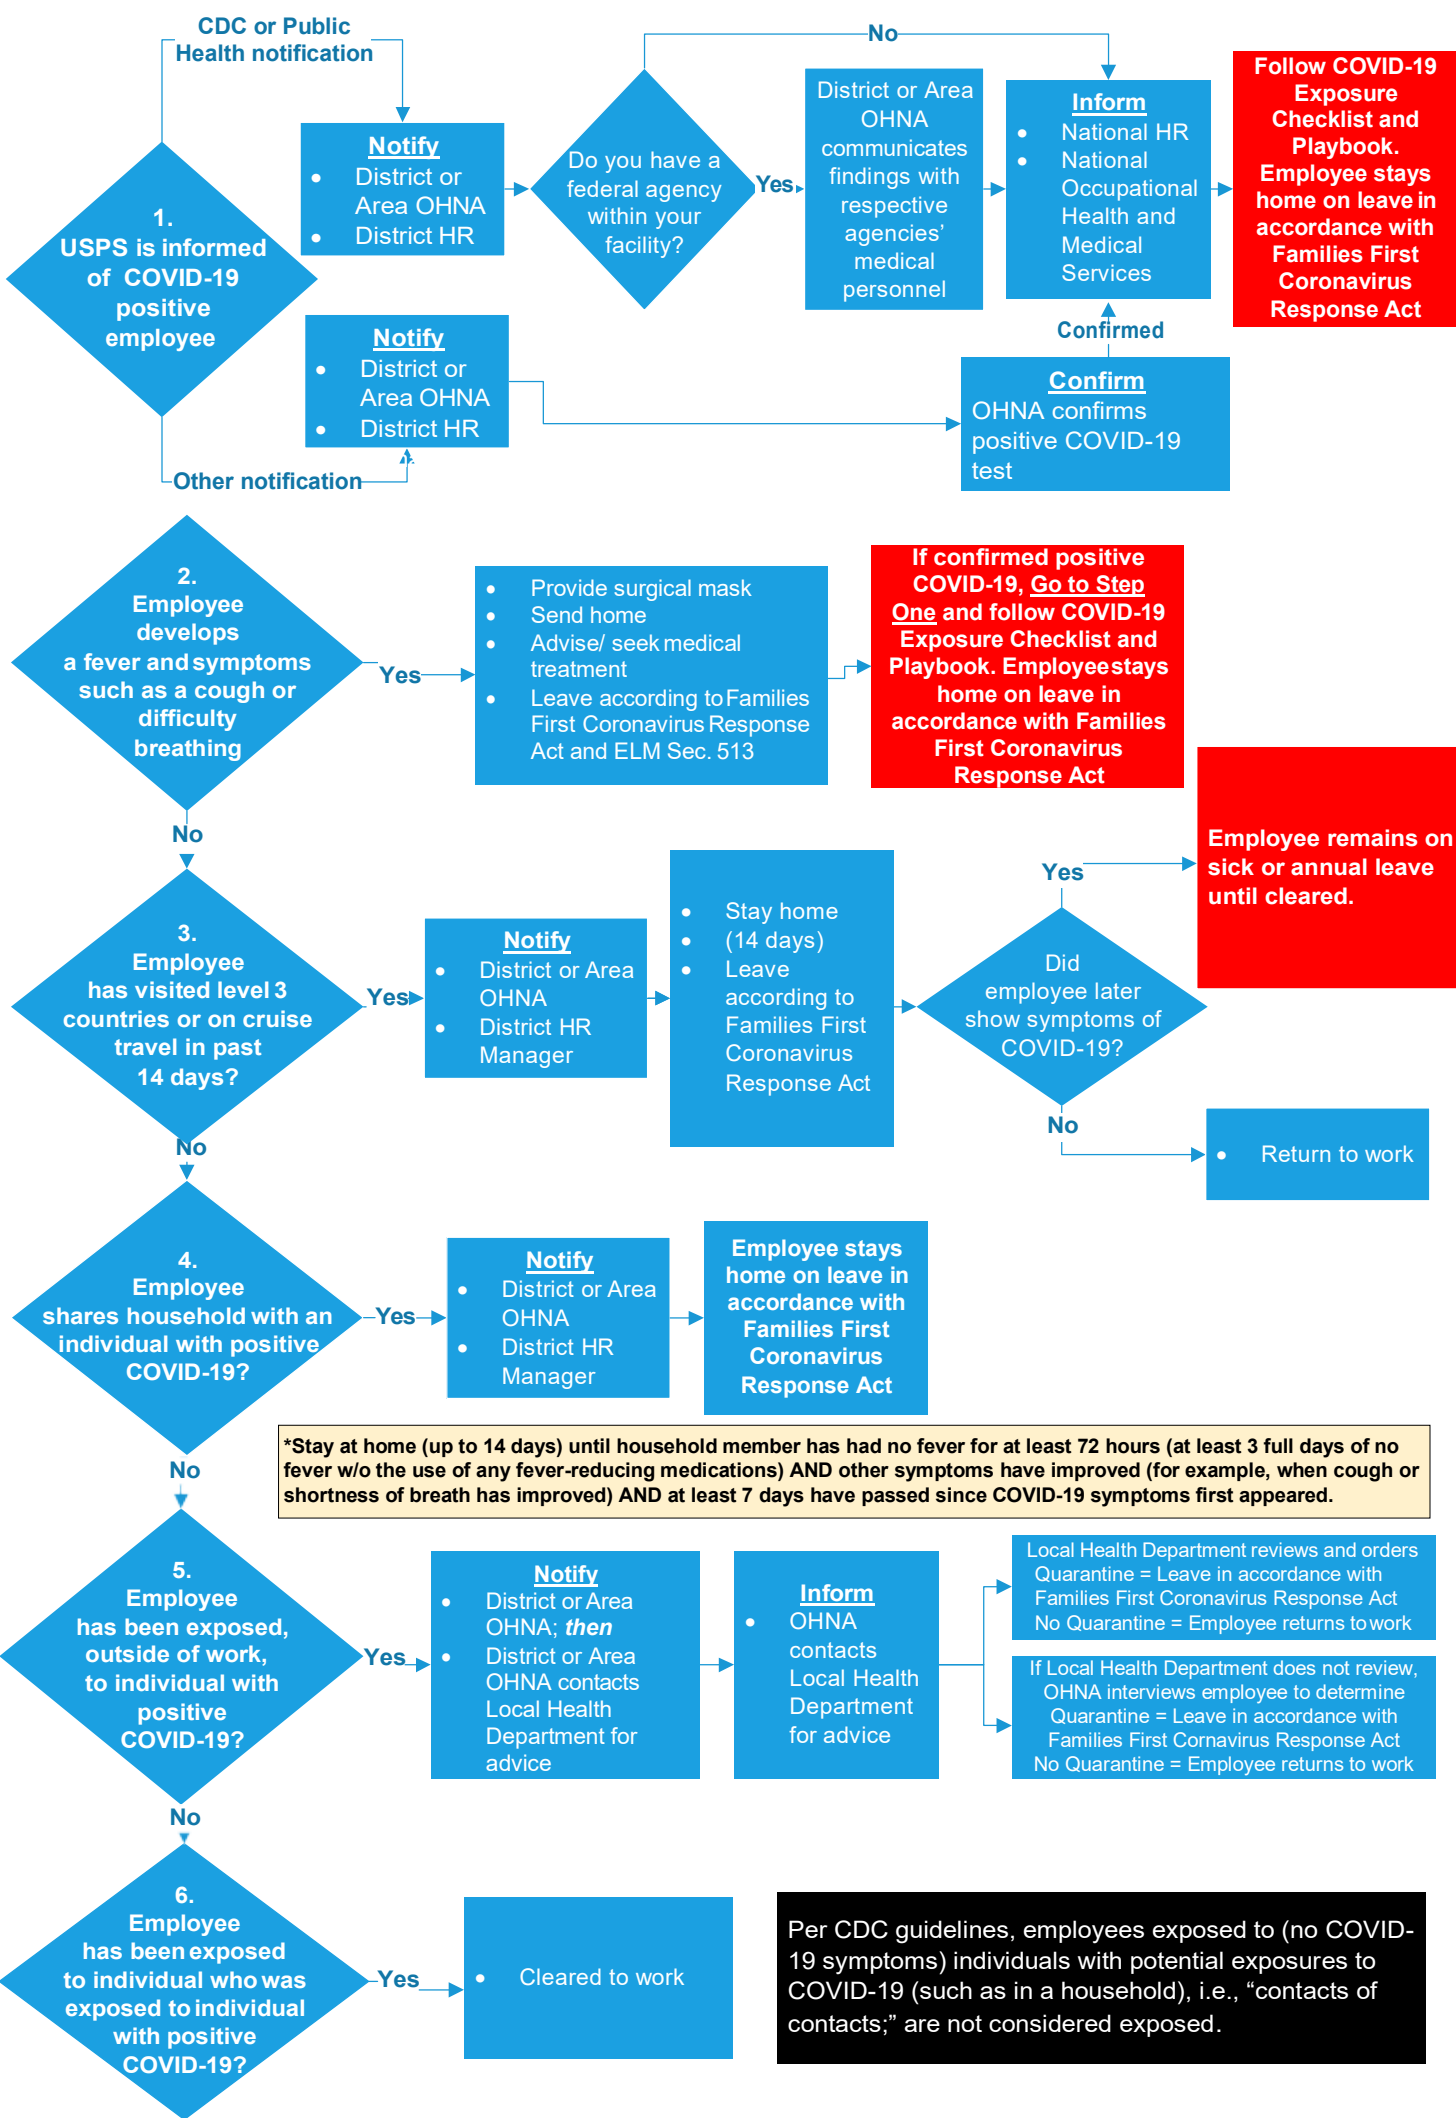 CDC or Public
Health notification
1.
USPS is informed
of COVID-19
positive
employee
Notify
• District or
Area OHNA
• District HR
Do you have a
federal agency
within your
facility?
No
Yes
District or Area
OHNA
communicates
findings with
respective
agencies’
medical
personnel
Inform
• National HR
• National
Occupational
Health and
Medical
Services
Follow COVID-19
Exposure
Checklist and
Playbook.
Employee stays
home on leave in
accordance with
Families First
Coronavirus
Response Act
Other notification
Notify
• District or
Area OHNA
• District HR
Confirm
OHNA confirms
positive COVID-19
test
Confirmed
2.
Employee
develops
a fever and symptoms
such as a cough or
difficulty
breathing
Yes
• Provide surgical mask
• Send home
• Advise/ seek medical
treatment
• Leave according to Families
First Coronavirus Response
Act and ELM Sec. 513
If confirmed positive
COVID-19, Go to Step
One and follow COVID-19
Exposure Checklist and
Playbook. Employee stays
home on leave in
accordance with Families
First Coronavirus
Response Act
No
3.
Employee
has visited level 3
countries or on cruise
travel in past
14 days?
Yes
Notify
• District or Area
OHNA
• District HR
Manager
• Stay home
• (14 days)
• Leave
according to
Families First
Coronavirus
Response Act
Did
employee later
show symptoms of
COVID-19?
Yes
Employee remains on
sick or annual leave
until cleared.
No
• Return to work
No
4.
Employee
shares household with an
individual with positive
COVID-19?
Yes
Notify
• District or Area
OHNA
• District HR
Manager
Employee stays
home on leave in
accordance with
Families First
Coronavirus
Response Act
*Stay at home (up to 14 days) until household member has had no fever for at least 72 hours (at least 3 full days of no
fever w/o the use of any fever-reducing medications) AND other symptoms have improved (for example, when cough or
shortness of breath has improved) AND at least 7 days have passed since COVID-19 symptoms first appeared.
No
5.
Employee
has been exposed,
outside of work,
to individual with
positive
COVID-19?
Yes
Notify
• District or Area
OHNA; then
• District or Area
OHNA contacts
Local Health
Department for
advice
Inform
• OHNA
contacts
Local Health
Department
for advice
Local Health Department reviews and orders
Quarantine = Leave in accordance with
Families First Coronavirus Response Act
No Quarantine = Employee returns to work
If Local Health Department does not review,
OHNA interviews employee to determine
Quarantine = Leave in accordance with
Families First Cornavirus Response Act
No Quarantine = Employee returns to work
No
6.
Employee
has been exposed
to individual who was
exposed to individual
with positive
COVID-19?
Yes
• Cleared to work
Per CDC guidelines, employees exposed to (no COVID-
19 symptoms) individuals with potential exposures to
COVID-19 (such as in a household), i.e., “contacts of
contacts;” are not considered exposed.